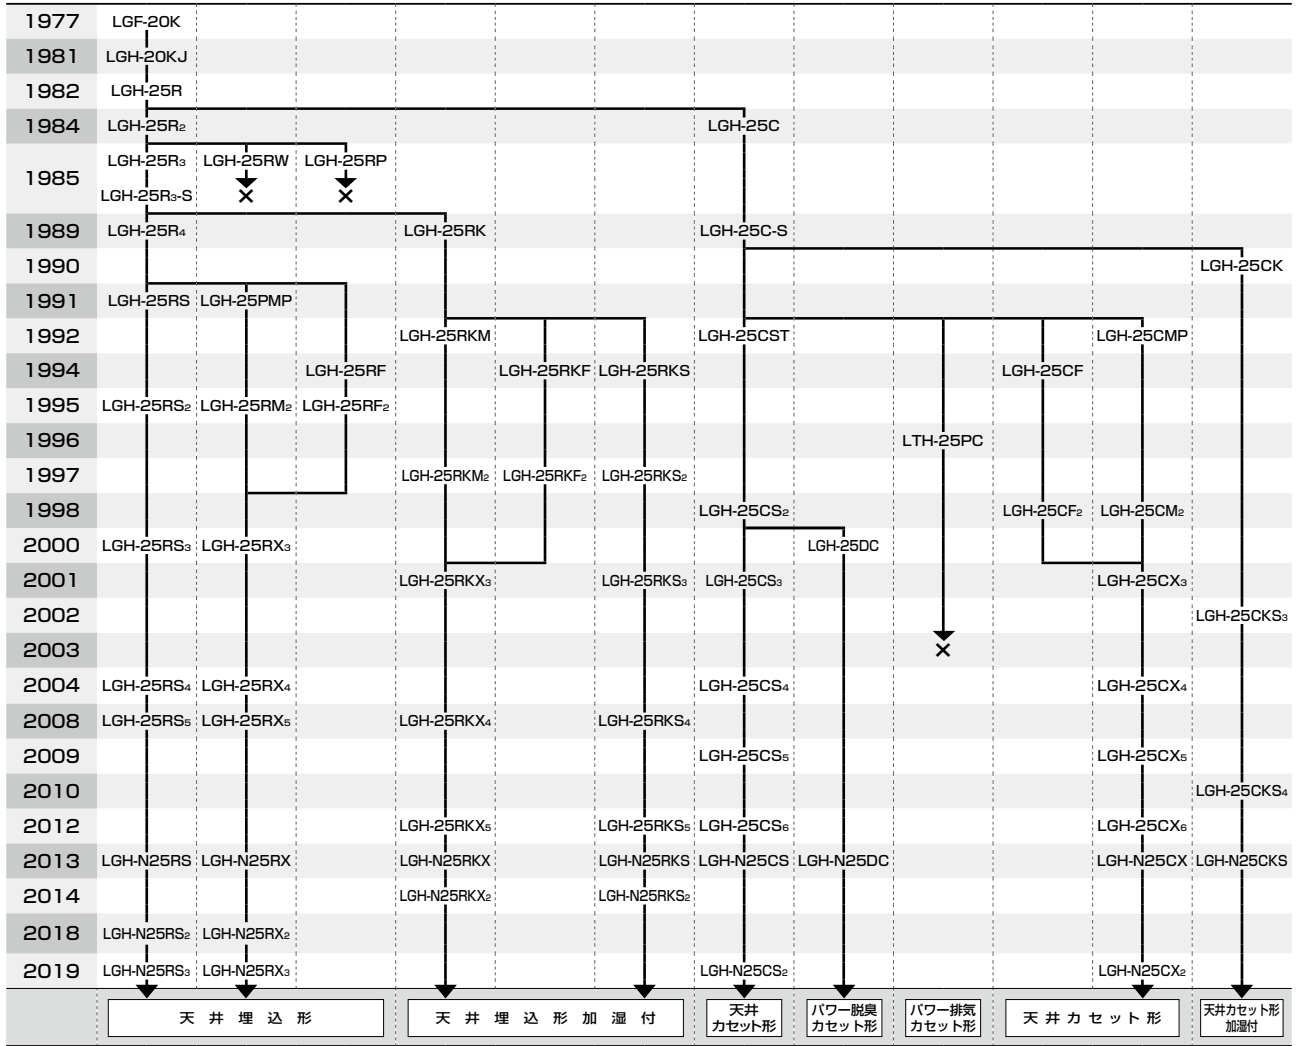 1977 LGF-20K
1981 LGH-20KJ
1982 LGH-25R
1984 LGH-25R2 LGH-25C
1985
LGH-25R3 LGH-25RW LGH-25RP
LGH-25R3-S × ×
1989 LGH-25R4 LGH-25RK LGH-25C-S
1990 LGH-25CK
1991 LGH-25RS LGH-25PMP
1992 LGH-25RKM LGH-25CST LGH-25CMP
1994 LGH-25RF LGH-25RKF LGH-25RKS LGH-25CF
1995 LGH-25RS2 LGH-25RM2 LGH-25RF2
1996 LTH-25PC
1997 LGH-25RKM2 LGH-25RKF2 LGH-25RKS2
1998 LGH-25CS2 LGH-25CF2 LGH-25CM2
2000 LGH-25RS3 LGH-25RX3 LGH-25DC
2001 LGH-25RKX3 LGH-25RKS3 LGH-25CS3 LGH-25CX3
2002 LGH-25CKS3
2003 ×
2004 LGH-25RS4 LGH-25RX4 LGH-25CS4 LGH-25CX4
2008 LGH-25RS5 LGH-25RX5 LGH-25RKX4 LGH-25RKS4
2009 LGH-25CS5 LGH-25CX5
2010 LGH-25CKS4
2012 LGH-25RKX5 LGH-25RKS5 LGH-25CS6 LGH-25CX6
2013 LGH-N25RS LGH-N25RX LGH-N25RKX LGH-N25RKS LGH-N25CS LGH-N25DC LGH-N25CX LGH-N25CKS
2014 LGH-N25RKX2 LGH-N25RKS2
2018 LGH-N25RS2 LGH-N25RX2
2019 LGH-N25RS3 LGH-N25RX3 LGH-N25CS2 LGH-N25CX2
天井埋込形
天井埋込形加湿付
天井
カセット形
パワー脱臭
カセット形
パワー排気
カセット形
天井カセット形
天井カセット形
加湿付